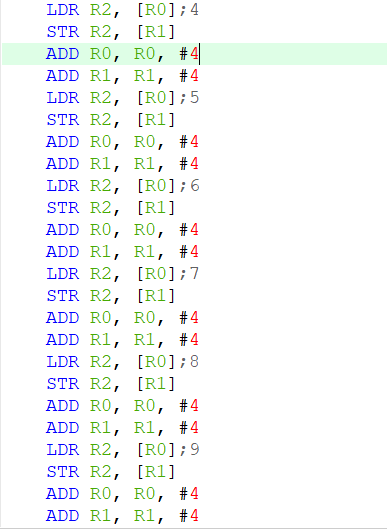 LDR R2, [R0];4
STR R2, [R1]
ADD R0, R0, #4
ADD R1, R1, #4
LDR R2, [R0];5
STR R2, [R1]
ADD R0, R0, #4
ADD R1, R1, #4
LDR R2, [R0];6
STR R2, [R1]
ADD R0, R0, #4
ADD R1, R1, #4
LDR R2, [R0];7
STR R2, [R1]
ADD R0, R0, #4
ADD R1, R1, #4
LDR R2, [R0];8
STR R2, [R1]
ADD R0, R0, #4
ADD R1, R1, #4
LDR R2, [R0];9
STR R2, [R1]
ADD R0, R0, #4
ADD R1, R1, #4